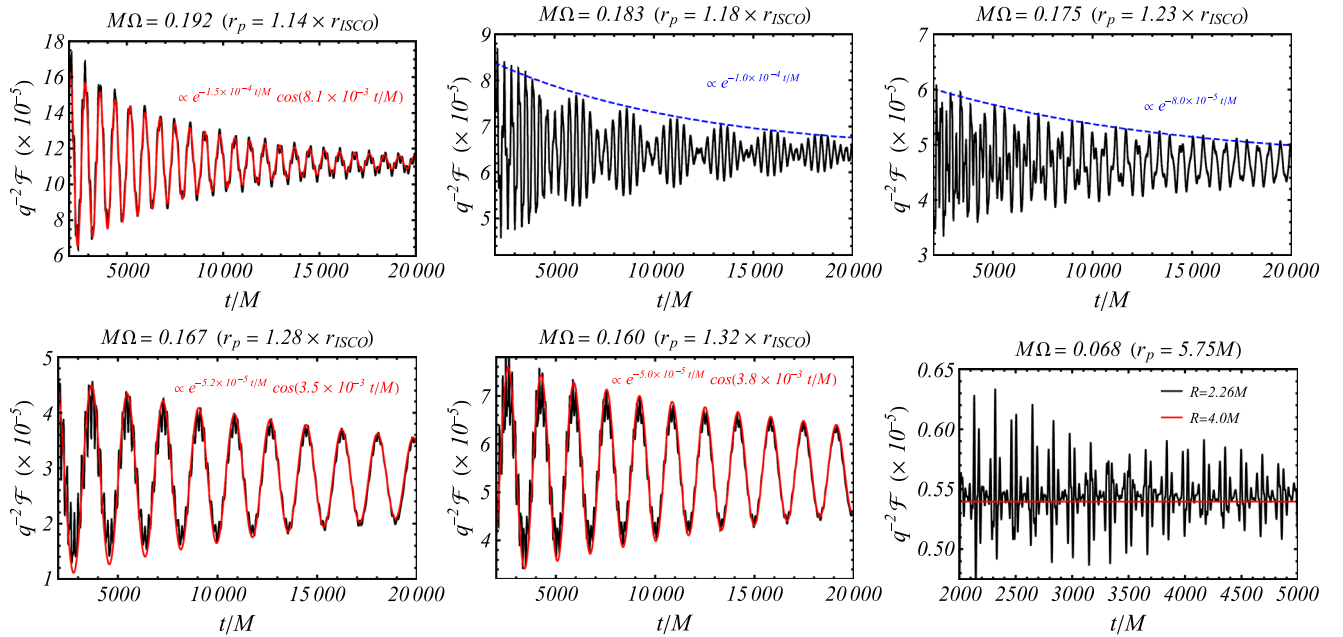 MΩ = 0.192 (r_p = 1.14 × r_ISCO)
q⁻² ℱ (× 10⁻⁵)
18
16
14
12
10
8
6
∝ e^{-1.5×10⁻⁴ t/M} cos(8.1 × 10⁻³ t/M)
5000 10 000 15 000 20 000
t/M
MΩ = 0.183 (r_p = 1.18 × r_ISCO)
q⁻² ℱ (× 10⁻⁵)
9
8
7
6
5
∝ e^{-1.0×10⁻⁴ t/M}
5000 10 000 15 000 20 000
t/M
MΩ = 0.175 (r_p = 1.23 × r_ISCO)
q⁻² ℱ (× 10⁻⁵)
7
6
5
4
3
∝ e^{-8.0×10⁻⁵ t/M}
5000 10 000 15 000 20 000
t/M
MΩ = 0.167 (r_p = 1.28 × r_ISCO)
q⁻² ℱ (× 10⁻⁵)
5
4
3
2
1
∝ e^{-5.2×10⁻⁵ t/M} cos(3.5 × 10⁻³ t/M)
5000 10 000 15 000 20 000
t/M
MΩ = 0.160 (r_p = 1.32 × r_ISCO)
q⁻² ℱ (× 10⁻⁵)
7
6
5
4
∝ e^{-5.0×10⁻⁵ t/M} cos(3.8 × 10⁻³ t/M)
5000 10 000 15 000 20 000
t/M
MΩ = 0.068 (r_p = 5.75M)
q⁻² ℱ (× 10⁻⁵)
0.65
0.60
0.54
0.50
R=2.26M
R=4.0M
2000 2500 3000 3500 4000 4500 5000
t/M